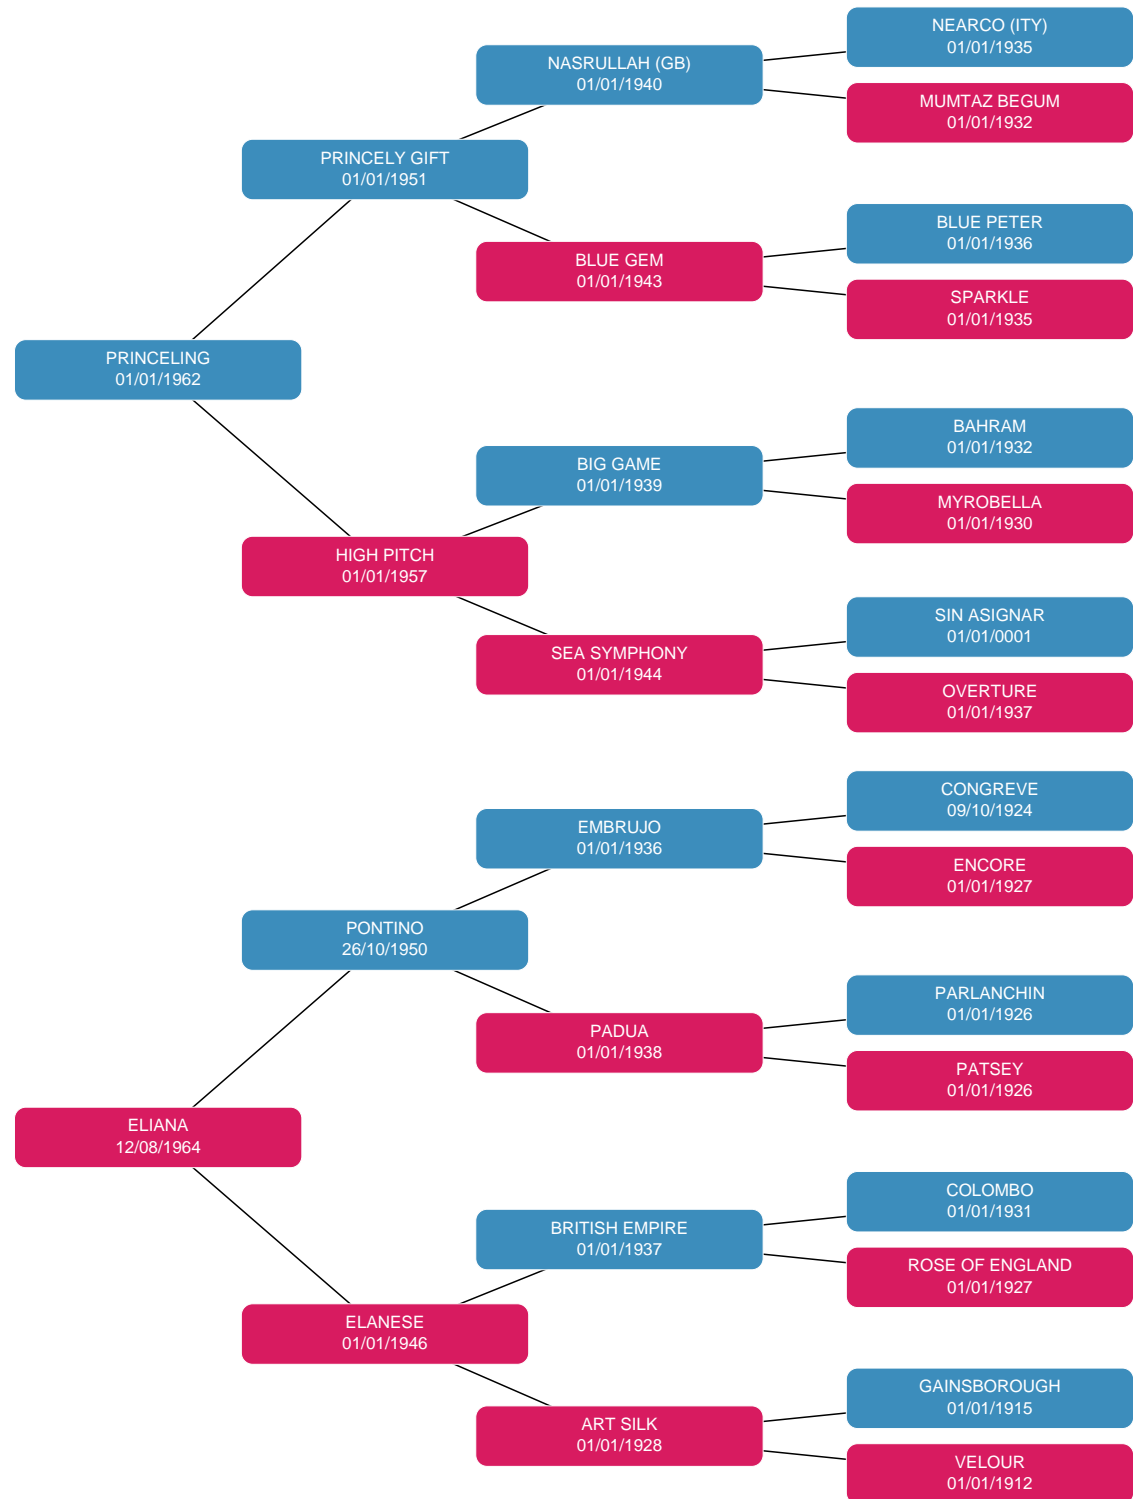 NEARCO (ITY)
01/01/1935
NASRULLAH (GB)
01/01/1940
MUMTAZ BEGUM
01/01/1932
PRINCELY GIFT
01/01/1951
BLUE PETER
01/01/1936
BLUE GEM
01/01/1943
SPARKLE
01/01/1935
PRINCELING
01/01/1962
BAHRAM
01/01/1932
BIG GAME
01/01/1939
MYROBELLA
01/01/1930
HIGH PITCH
01/01/1957
SIN ASIGNAR
01/01/0001
SEA SYMPHONY
01/01/1944
OVERTURE
01/01/1937
CONGREVE
09/10/1924
EMBRUJO
01/01/1936
ENCORE
01/01/1927
PONTINO
26/10/1950
PARLANCHIN
01/01/1926
PADUA
01/01/1938
PATSEY
01/01/1926
ELIANA
12/08/1964
COLOMBO
01/01/1931
BRITISH EMPIRE
01/01/1937
ROSE OF ENGLAND
01/01/1927
ELANESE
01/01/1946
GAINSBOROUGH
01/01/1915
ART SILK
01/01/1928
VELOUR
01/01/1912